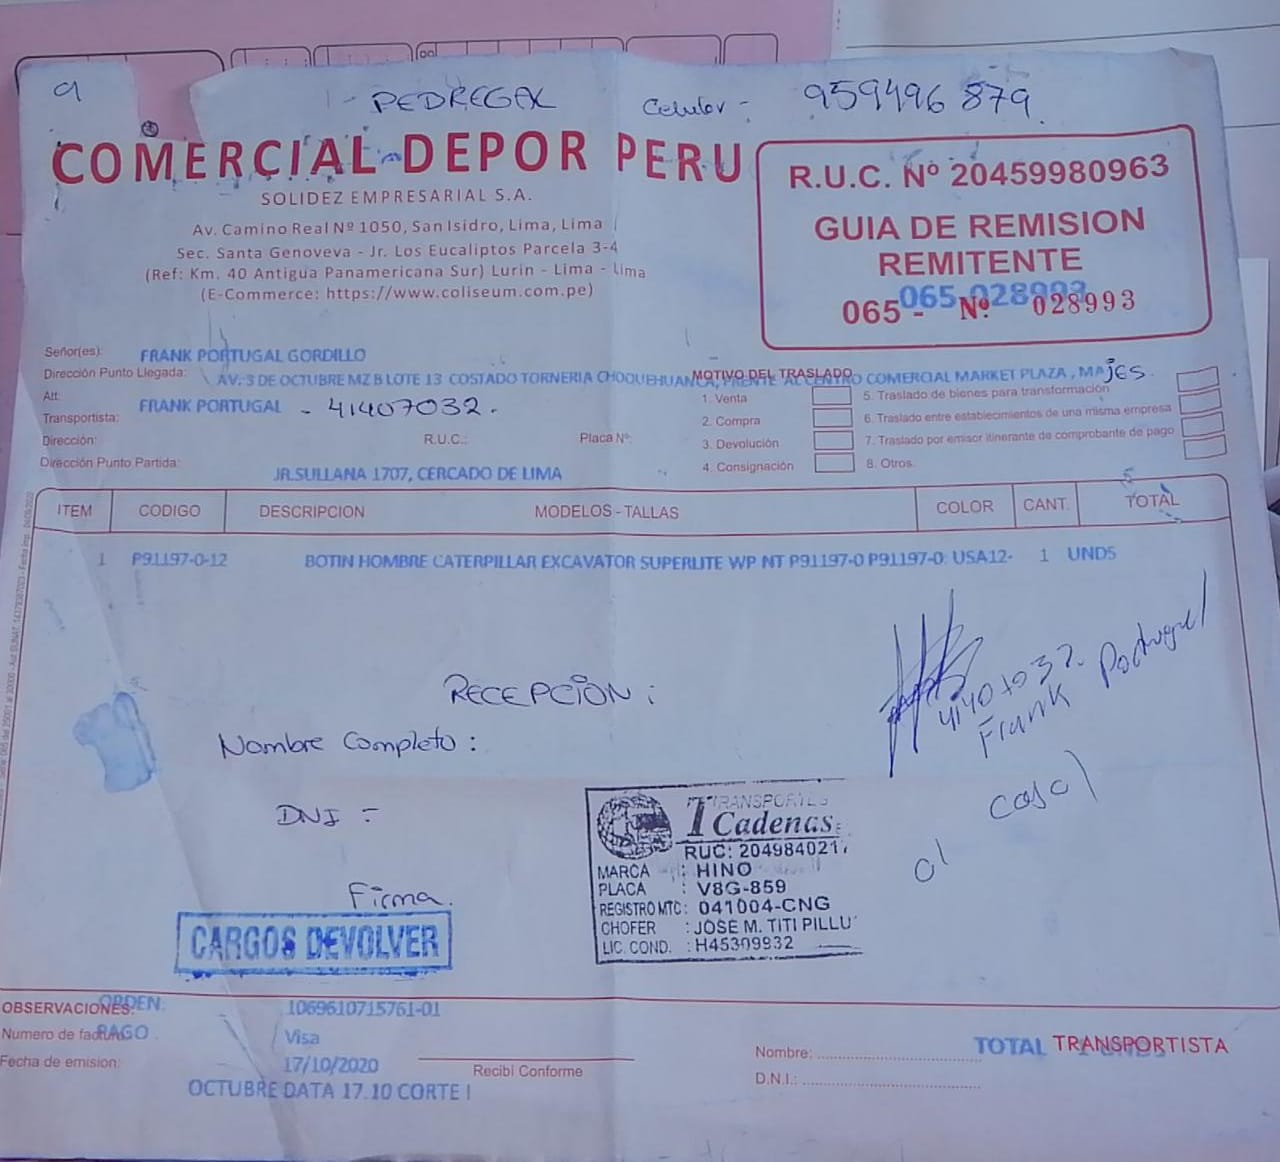 9
- PEDREGAL Celular - 959496 879.
COMERCIAL DEPOR PERU
SOLIDEZ EMPRESARIAL S.A.
Av. Camino Real Nº 1050, San Isidro, Lima, Lima
Sec. Santa Genoveva - Jr. Los Eucaliptos Parcela 3-4
(Ref: Km. 40 Antigua Panamericana Sur) Lurin - Lima - Lima
(E-Commerce: https://www.coliseum.com.pe)
R.U.C. Nº 20459980963
GUIA DE REMISION
REMITENTE
065 - Nº 028993
065-028993
Señor(es): FRANK PORTUGAL GORDILLO
Dirección Punto Llegada: AV. 3 DE OCTUBRE MZ B LOTE 13 COSTADO TORNERIA CHOQUEHUANCA, FRENTE AL CENTRO COMERCIAL MARKET PLAZA , MAJES.
Att:
Transportista: FRANK PORTUGAL - 41407032.
Dirección: R.U.C.: Placa Nº:
Dirección Punto Partida: JR.SULLANA 1707, CERCADO DE LIMA
MOTIVO DEL TRASLADO
1. Venta
2. Compra
3. Devolución
4. Consignación
5. Traslado de bienes para transformación
6. Traslado entre establecimientos de una misma empresa
7. Traslado por emisor itinerante de comprobante de pago
8. Otros.
ITEM CODIGO DESCRIPCION MODELOS - TALLAS COLOR CANT. TOTAL
1 P91197-0-12 BOTIN HOMBRE CATERPILLAR EXCAVATOR SUPERLITE WP NT P91197-0 P91197-0: USA12- 1 UNDS
RECEPCION :
Nombre Completo :
DNI :
Firma.
41407032.
Frank Portugal
CARGOS DEVOLVER
TRANSPORTES
Cadenas
RUC: 2049840217
MARCA : HINO
PLACA : V8G-859
REGISTRO MTC: 041004-CNG
CHOFER : JOSE M. TITI PILLU
LIC. COND. : H45309932
OBSERVACIONES: ORDEN: 1069610715761-01
Numero de factura: PAGO Visa
Fecha de emision: 17/10/2020
OCTUBRE DATA 17.10 CORTE I
Recibí Conforme
Nombre:
D.N.I.:
TOTAL TRANSPORTISTA